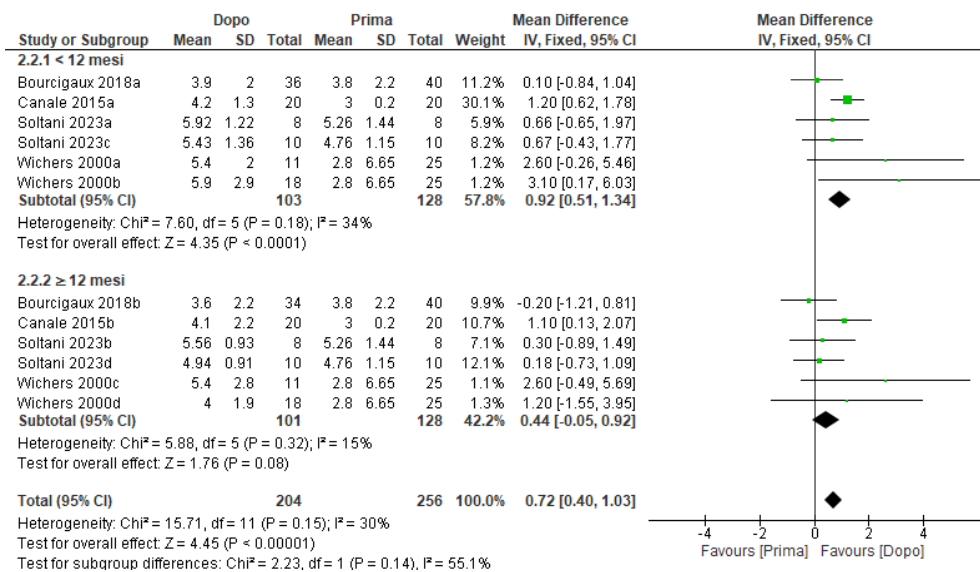 Dopo Prima Mean Difference Mean Difference
Study or Subgroup Mean SD Total Mean SD Total Weight IV, Fixed, 95% CI IV, Fixed, 95% CI
2.2.1 < 12 mesi
Bourcigaux 2018a 3.9 2 36 3.8 2.2 40 11.2% 0.10 [-0.84, 1.04]
Canale 2015a 4.2 1.3 20 3 0.2 20 30.1% 1.20 [0.62, 1.78]
Soltani 2023a 5.92 1.22 8 5.26 1.44 8 5.9% 0.66 [-0.65, 1.97]
Soltani 2023c 5.43 1.36 10 4.76 1.15 10 8.2% 0.67 [-0.43, 1.77]
Wichers 2000a 5.4 2 11 2.8 6.65 25 1.2% 2.60 [-0.26, 5.46]
Wichers 2000b 5.9 2.9 18 2.8 6.65 25 1.2% 3.10 [0.17, 6.03]
Subtotal (95% CI) 103 128 57.8% 0.92 [0.51, 1.34]
Heterogeneity: Chi² = 7.60, df = 5 (P = 0.18); I² = 34%
Test for overall effect: Z = 4.35 (P < 0.0001)
2.2.2 ≥ 12 mesi
Bourcigaux 2018b 3.6 2.2 34 3.8 2.2 40 9.9% -0.20 [-1.21, 0.81]
Canale 2015b 4.1 2.2 20 3 0.2 20 10.7% 1.10 [0.13, 2.07]
Soltani 2023b 5.56 0.93 8 5.26 1.44 8 7.1% 0.30 [-0.89, 1.49]
Soltani 2023d 4.94 0.91 10 4.76 1.15 10 12.1% 0.18 [-0.73, 1.09]
Wichers 2000c 5.4 2.8 11 2.8 6.65 25 1.1% 2.60 [-0.49, 5.69]
Wichers 2000d 4 1.9 18 2.8 6.65 25 1.3% 1.20 [-1.55, 3.95]
Subtotal (95% CI) 101 128 42.2% 0.44 [-0.05, 0.92]
Heterogeneity: Chi² = 5.88, df = 5 (P = 0.32); I² = 15%
Test for overall effect: Z = 1.76 (P = 0.08)
Total (95% CI) 204 256 100.0% 0.72 [0.40, 1.03]
Heterogeneity: Chi² = 15.71, df = 11 (P = 0.15); I² = 30%
Test for overall effect: Z = 4.45 (P < 0.00001)
Test for subgroup differences: Chi² = 2.23, df = 1 (P = 0.14), I² = 55.1%
-4 -2 0 2 4
Favours [Prima] Favours [Dopo]